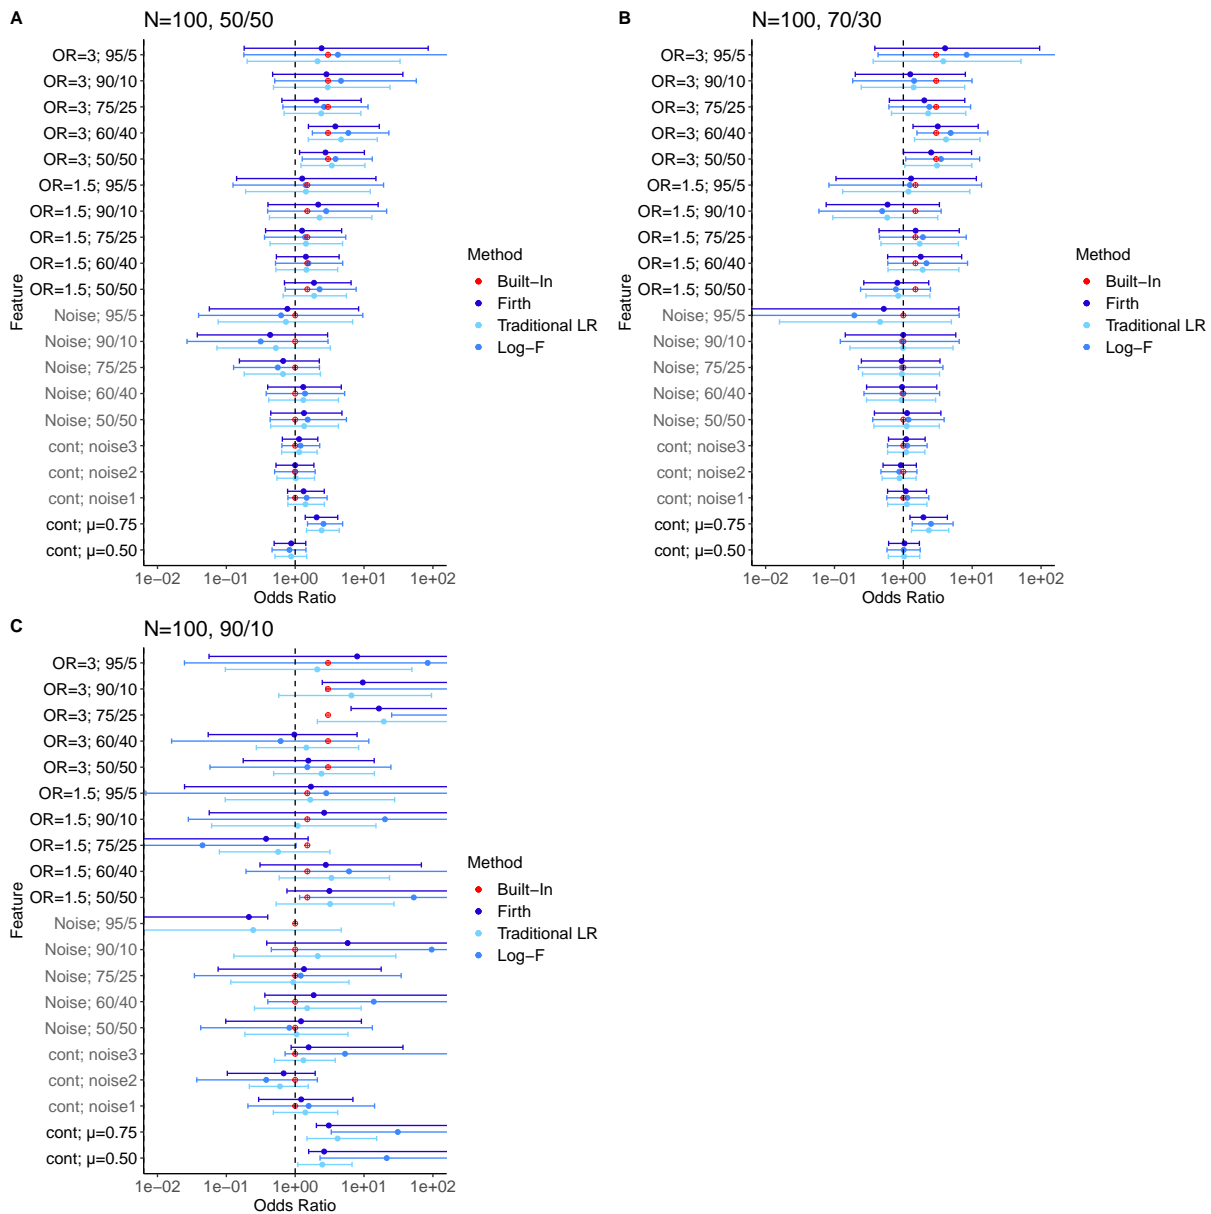 A
N=100, 50/50
OR=3; 95/5
OR=3; 90/10
OR=3; 75/25
OR=3; 60/40
OR=3; 50/50
OR=1.5; 95/5
OR=1.5; 90/10
OR=1.5; 75/25
OR=1.5; 60/40
OR=1.5; 50/50
Noise; 95/5
Noise; 90/10
Noise; 75/25
Noise; 60/40
Noise; 50/50
cont; noise3
cont; noise2
cont; noise1
cont; µ=0.75
cont; µ=0.50
Feature
1e−02 1e−01 1e+00 1e+01 1e+02
Odds Ratio
Method
Built−In
Firth
Traditional LR
Log−F
B
N=100, 70/30
OR=3; 95/5
OR=3; 90/10
OR=3; 75/25
OR=3; 60/40
OR=3; 50/50
OR=1.5; 95/5
OR=1.5; 90/10
OR=1.5; 75/25
OR=1.5; 60/40
OR=1.5; 50/50
Noise; 95/5
Noise; 90/10
Noise; 75/25
Noise; 60/40
Noise; 50/50
cont; noise3
cont; noise2
cont; noise1
cont; µ=0.75
cont; µ=0.50
Feature
1e−02 1e−01 1e+00 1e+01 1e+02
Odds Ratio
Method
Built−In
Firth
Traditional LR
Log−F
C
N=100, 90/10
OR=3; 95/5
OR=3; 90/10
OR=3; 75/25
OR=3; 60/40
OR=3; 50/50
OR=1.5; 95/5
OR=1.5; 90/10
OR=1.5; 75/25
OR=1.5; 60/40
OR=1.5; 50/50
Noise; 95/5
Noise; 90/10
Noise; 75/25
Noise; 60/40
Noise; 50/50
cont; noise3
cont; noise2
cont; noise1
cont; µ=0.75
cont; µ=0.50
Feature
1e−02 1e−01 1e+00 1e+01 1e+02
Odds Ratio
Method
Built−In
Firth
Traditional LR
Log−F